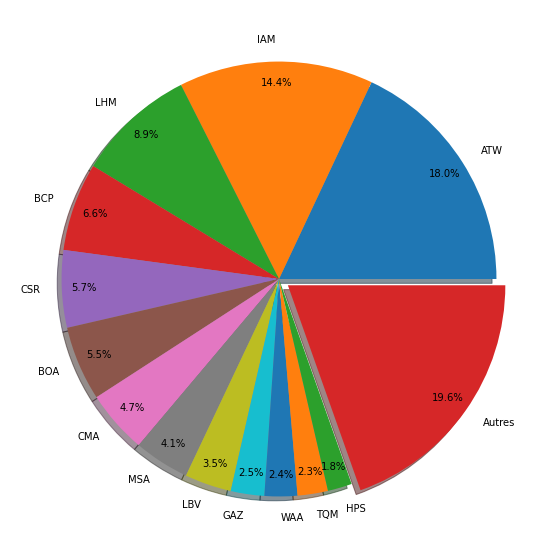 IAM
14.4%
LHM
8.9%
ATW
18.0%
BCP
6.6%
CSR
5.7%
BOA
5.5%
CMA
4.7%
MSA
4.1%
LBV
3.5%
GAZ
2.5%
WAA
2.4%
TQM
2.3%
HPS
1.8%
Autres
19.6%